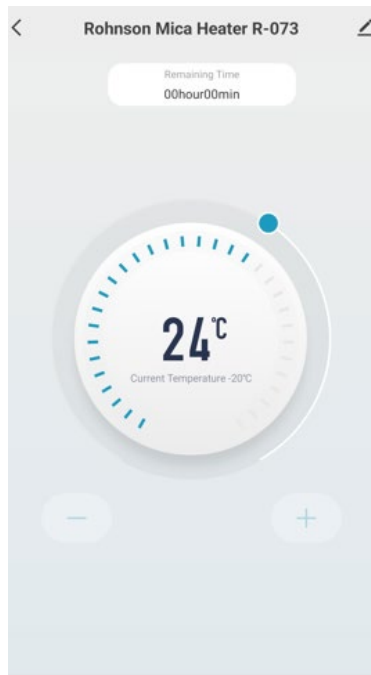 Rohnson Mica Heater R-073
Remaining Time
00hour00min
24°C
Current Temperature -20°C